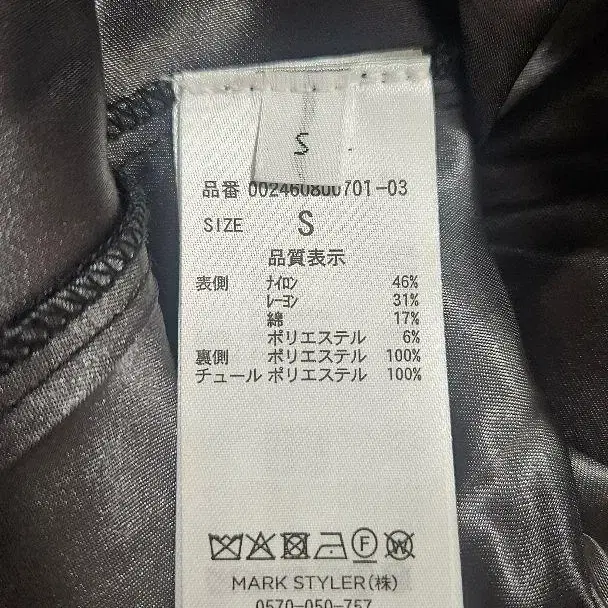 S
品番 002460800701-03
SIZE S
品質表示
表側 ﾅｲﾛﾝ 46%
ﾚｰﾖﾝ 31%
綿 17%
ポリエステル 6%
裏側 ポリエステル 100%
チュール ポリエステル 100%
MARK STYLER(株)
0570-050-757